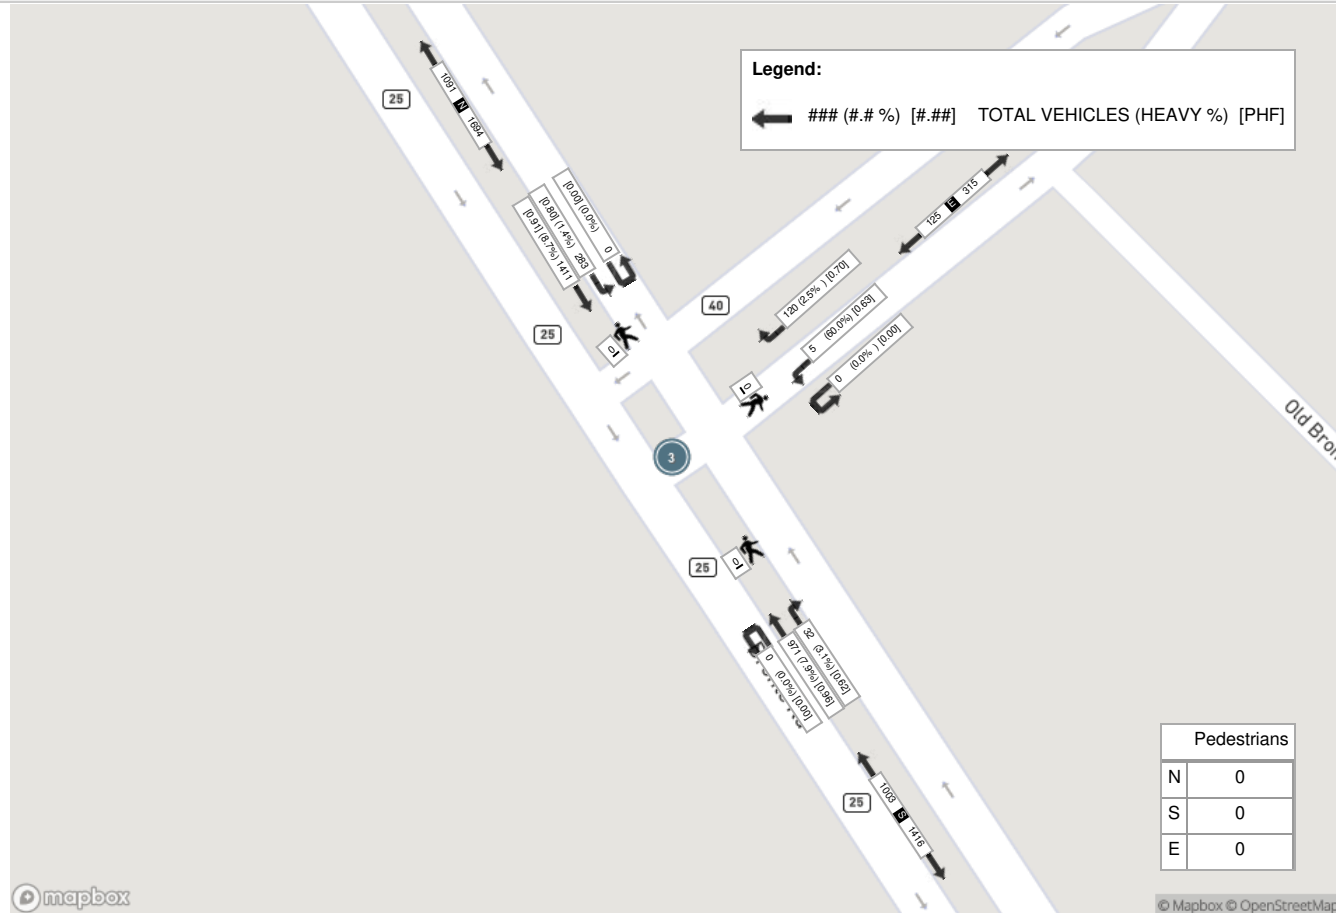 Legend:
### (#.# %) [#.##] TOTAL VEHICLES (HEAVY %) [PHF]
25
1091 N 1694
315 E 125
[0.00] (0.0%) 0
[0.80] (1.4%) 283
[0.91] (8.7%) 1411
40
120 (2.5% ) [0.70]
5 (60.0%) [0.63]
0 (0.0% ) [0.00]
25
0
0
3
Old Bron
25
0
32 (3.1%) [0.62]
971 (7.9%) [0.96]
0 (0.0%) [0.00]
25
1003 S 1416
Pedestrians
N 0
S 0
E 0
mapbox
© Mapbox © OpenStreetMap